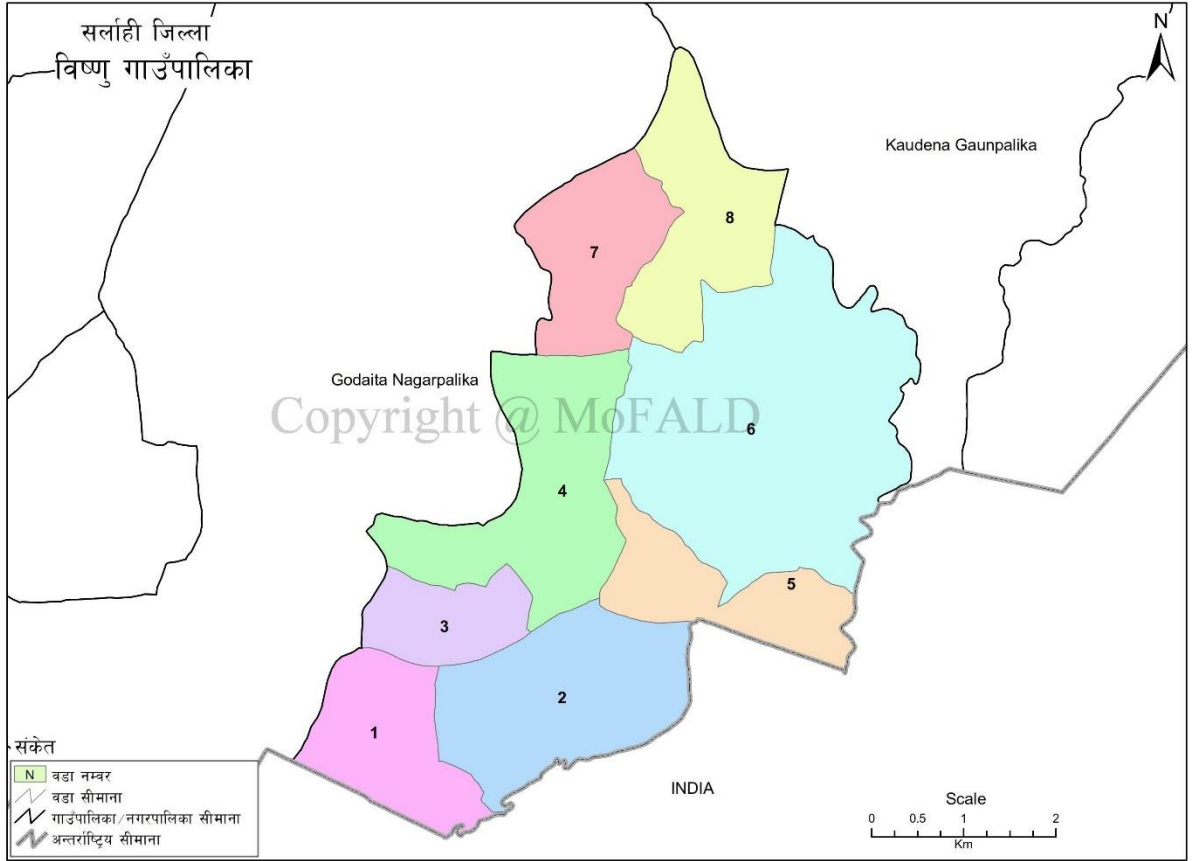 सर्लाही जिल्ला
विष्णु गाउँपालिका
N
Kaudena Gaunpalika
8
7
Godaita Nagarpalika
Copyright @ MoFALD
6
4
5
3
2
1
संकेत
N वडा नम्बर
वडा सीमाना
गाउँपालिका/नगरपालिका सीमाना
अन्तर्राष्ट्रिय सीमाना
INDIA
Scale
0 0.5 1 2
Km